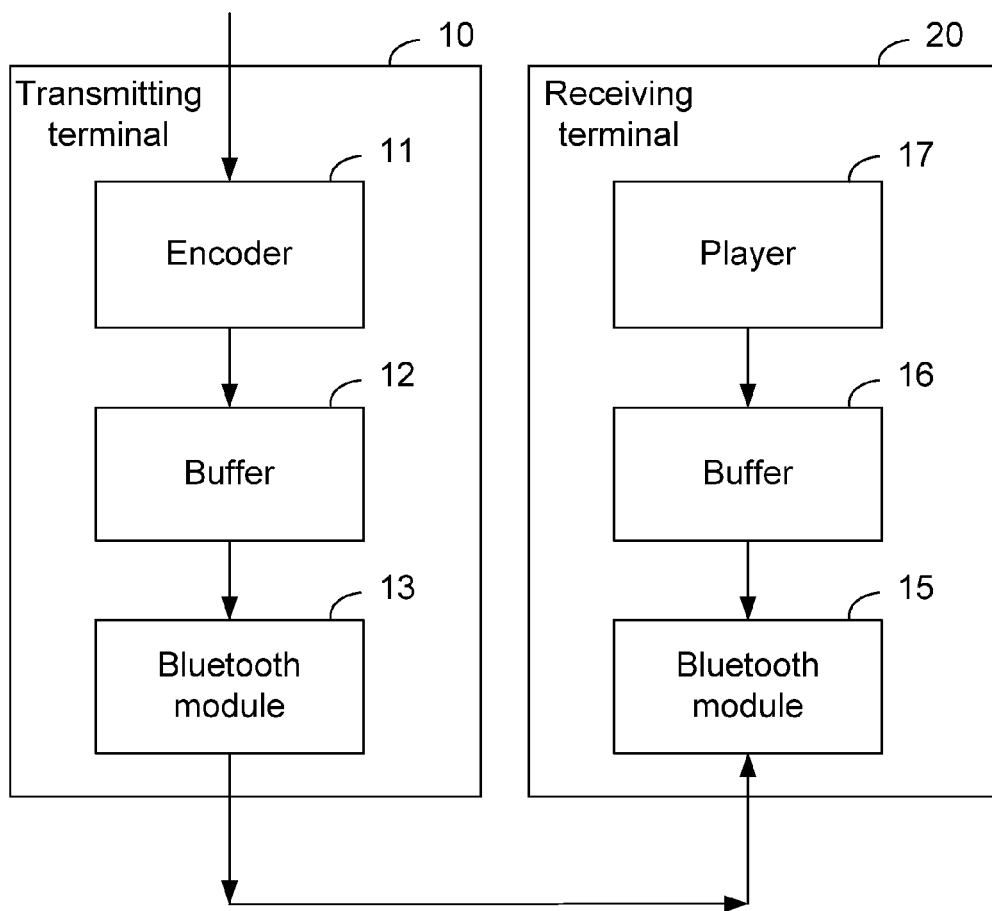 10
Transmitting
terminal
11
Encoder
12
Buffer
13
Bluetooth
module
20
Receiving
terminal
17
Player
16
Buffer
15
Bluetooth
module